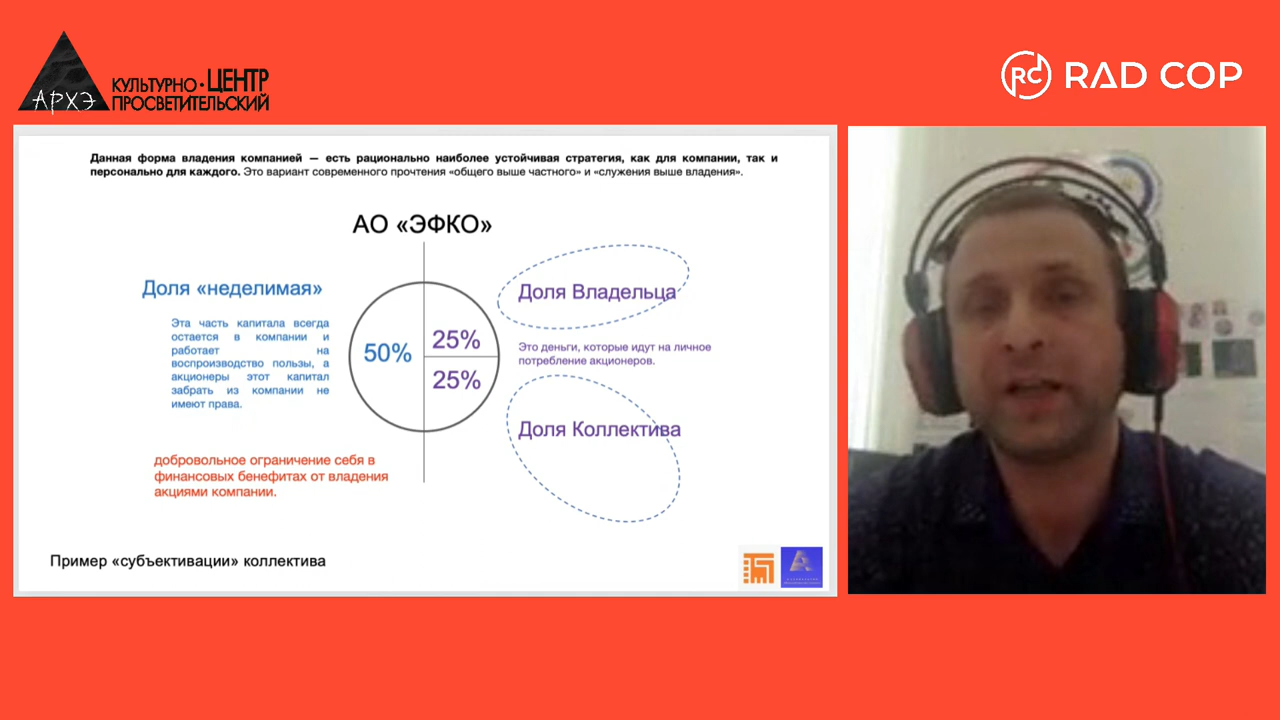 АРХЭ
КУЛЬТУРНО·ЦЕНТР
ПРОСВЕТИТЕЛЬСКИЙ
RC RAD COP
Данная форма владения компанией — есть рационально наиболее устойчивая стратегия, как для компании, так и
персонально для каждого. Это вариант современного прочтения «общего выше частного» и «служения выше владения».
АО «ЭФКО»
Доля «неделимая»
Эта часть капитала всегда
остается в компании и
работает на
воспроизводство пользы, а
акционеры этот капитал
забрать из компании не
имеют права.
50%
25%
25%
Доля Владельца
Это деньги, которые идут на личное
потребление акционеров.
Доля Коллектива
добровольное ограничение себя в
финансовых бенефитах от владения
акциями компании.
Пример «субъективации» коллектива